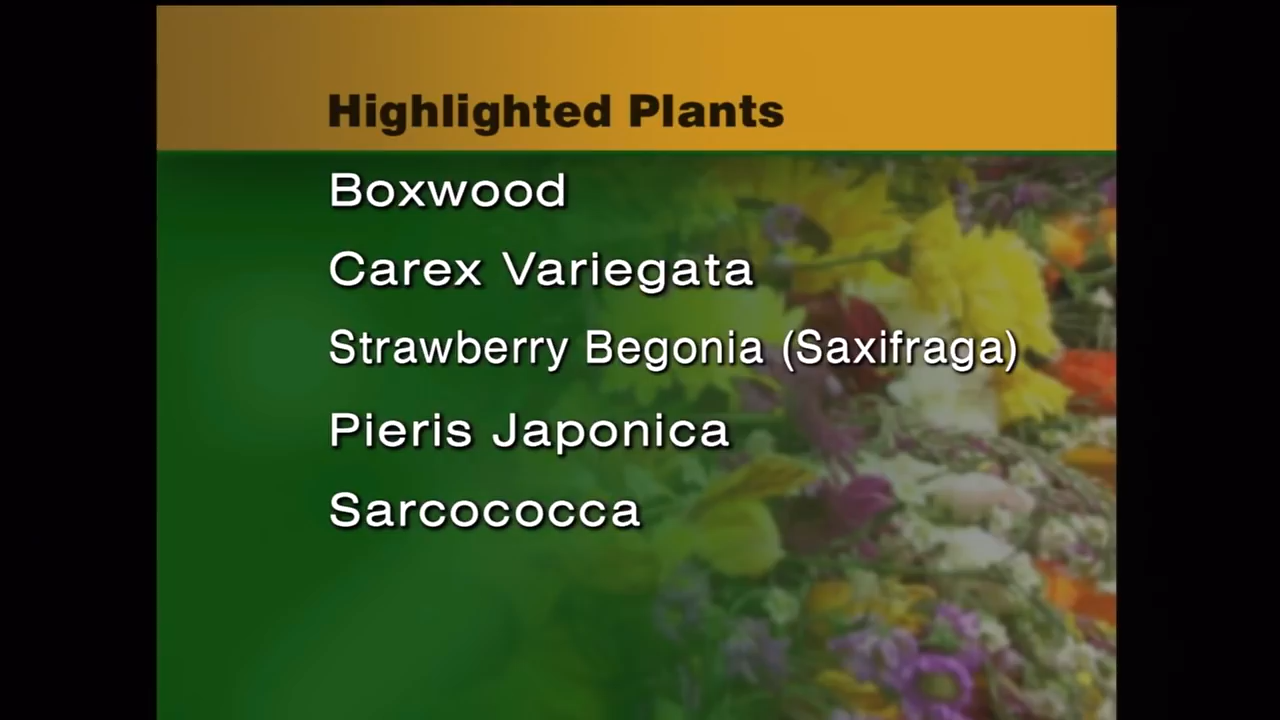 Highlighted Plants
Boxwood
Carex Variegata
Strawberry Begonia (Saxifraga)
Pieris Japonica
Sarcococca